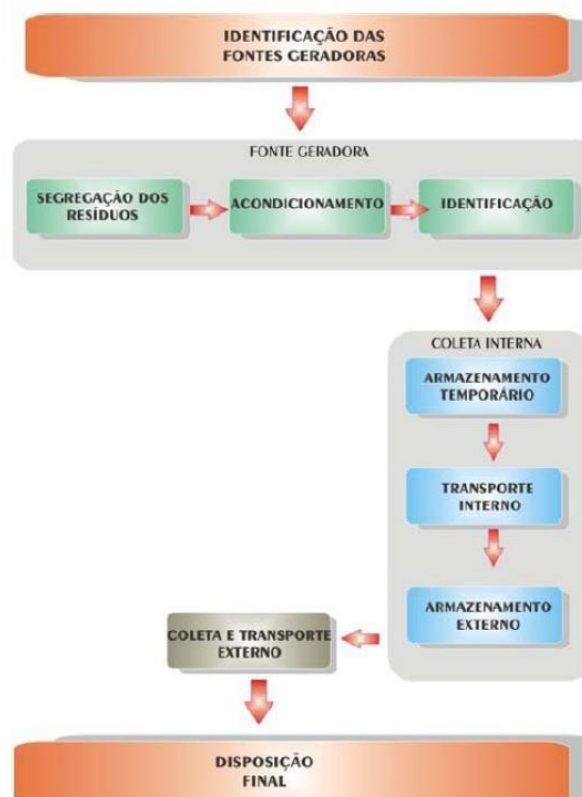 IDENTIFICAÇÃO DAS
FONTES GERADORAS
FONTE GERADORA
SEGREGAÇÃO DOS
RESÍDUOS
ACONDICIONAMENTO
IDENTIFICAÇÃO
COLETA INTERNA
ARMAZENAMENTO
TEMPORÁRIO
TRANSPORTE
INTERNO
ARMAZENAMENTO
EXTERNO
COLETA E TRANSPORTE
EXTERNO
DISPOSIÇÃO
FINAL